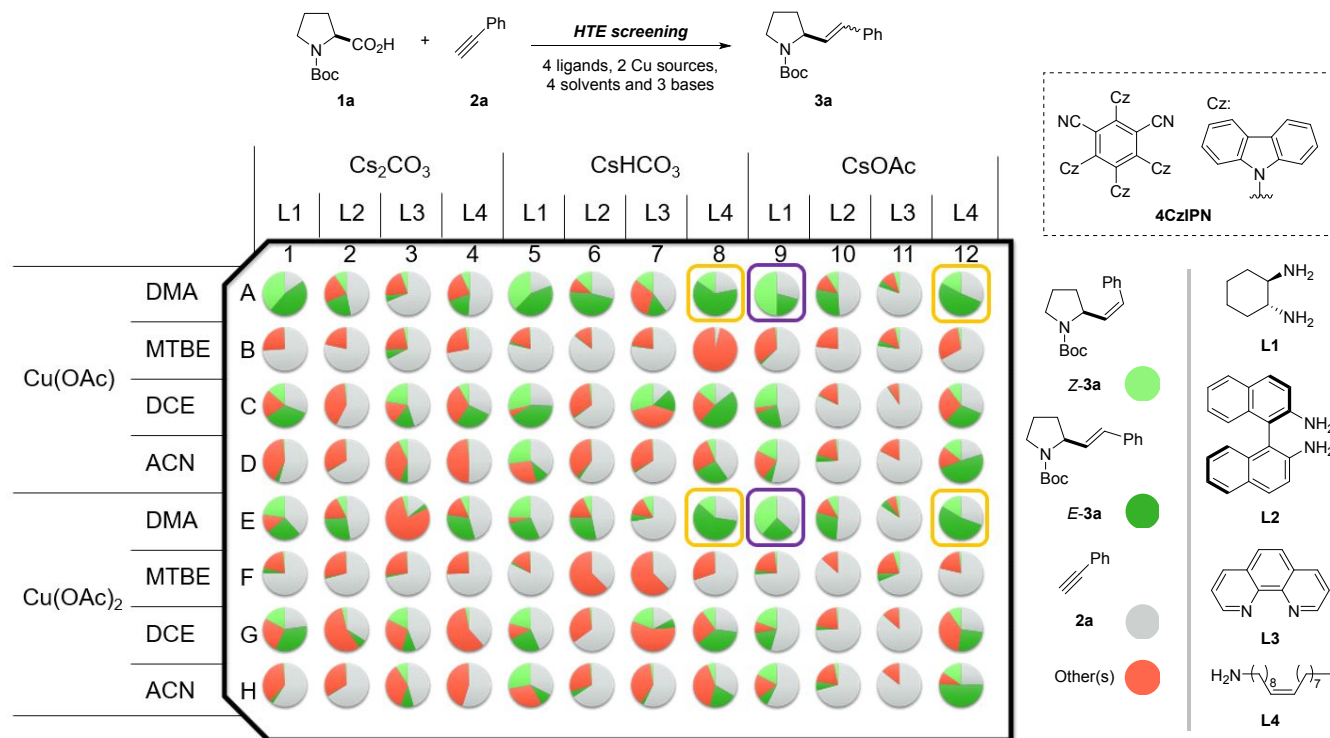 CO2H
N
Boc
1a
+
Ph
2a
HTE screening
4 ligands, 2 Cu sources,
4 solvents and 3 bases
Ph
N
Boc
3a
Cz
NC
CN
Cz
Cz
Cz
Cz:
N
4CzIPN
Cs2CO3 CsHCO3 CsOAc
L1 L2 L3 L4 L1 L2 L3 L4 L1 L2 L3 L4
1 2 3 4 5 6 7 8 9 10 11 12
Cu(OAc)
DMA A
MTBE B
DCE C
ACN D
Cu(OAc)2
DMA E
MTBE F
DCE G
ACN H
Ph
N
Boc
Z-3a
Ph
N
Boc
E-3a
Ph
2a
Other(s)
NH2
NH2
L1
NH2
NH2
L2
N N
L3
H2N 8 7
L4